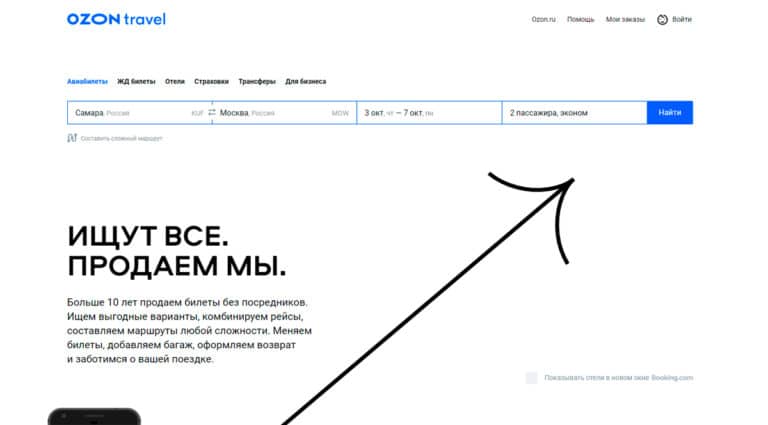 OZON travel
Ozon.ru Помощь Мои заказы Войти
Авиабилеты ЖД билеты Отели Страховки Трансферы Для бизнеса
Самара, Россия KUF Москва, Россия MOW 3 окт, чт — 7 окт, пн 2 пассажира, эконом Найти
Составить сложный маршрут
ИЩУТ ВСЕ.
ПРОДАЕМ МЫ.
Больше 10 лет продаем билеты без посредников.
Ищем выгодные варианты, комбинируем рейсы,
составляем маршруты любой сложности. Меняем
билеты, добавляем багаж, оформляем возврат
и заботимся о вашей поездке.
Показывать отели в новом окне Booking.com